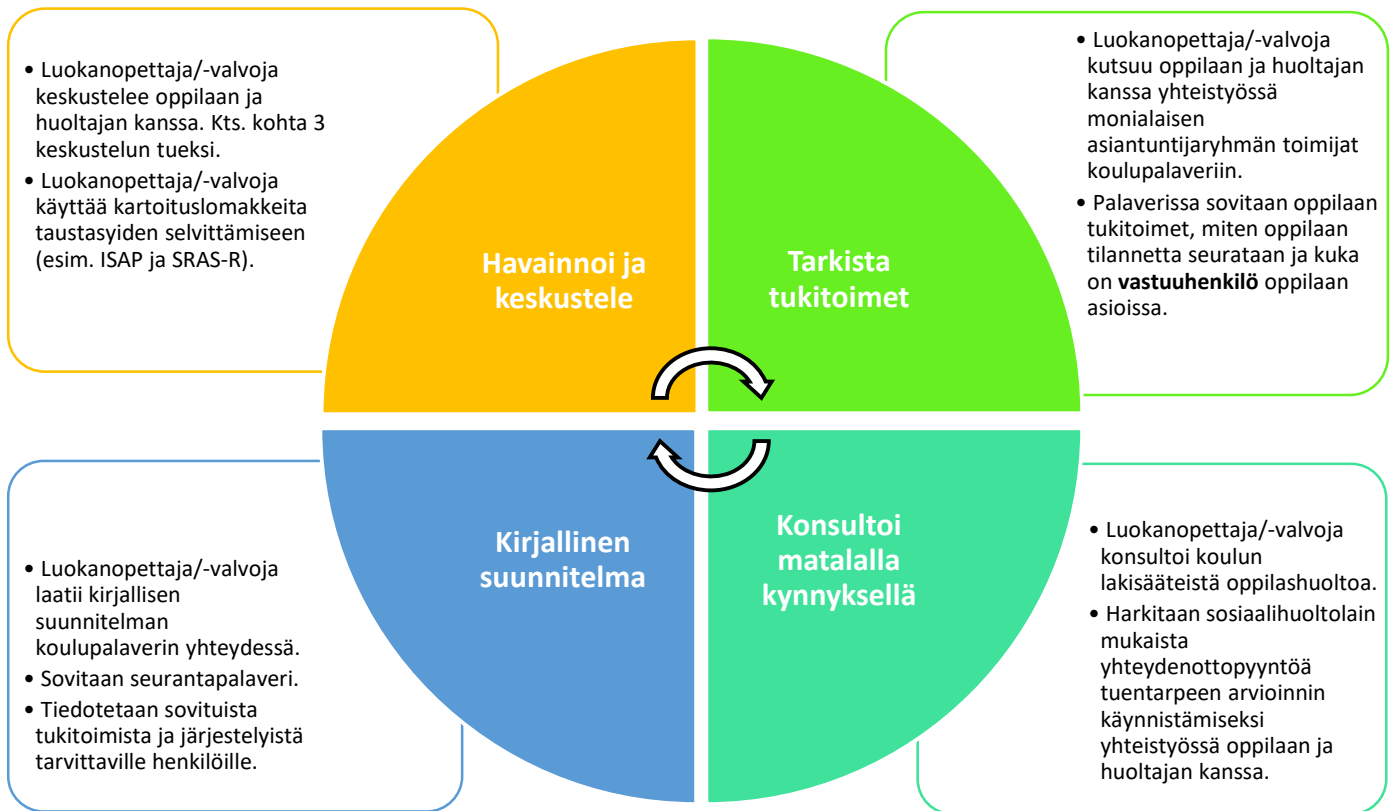 • Luokanopettaja/-valvoja
keskustelee oppilaan ja
huoltajan kanssa. Kts. kohta 3
keskustelun tueksi.
• Luokanopettaja/-valvoja
käyttää kartoituslomakkeita
taustasyiden selvittämiseen
(esim. ISAP ja SRAS-R).
Havainnoi ja
keskustele
Tarkista
tukitoimet
• Luokanopettaja/-valvoja
kutsuu oppilaan ja huoltajan
kanssa yhteistyössä
monialaisen
asiantuntijaryhmän toimijat
koulupalaveriin.
• Palaverissa sovitaan oppilaan
tukitoimet, miten oppilaan
tilannetta seurataan ja kuka
on vastuuhenkilö oppilaan
asioissa.
• Luokanopettaja/-valvoja
laatii kirjallisen
suunnitelman
koulupalaverin yhteydessä.
• Sovitaan seurantapalaveri.
• Tiedotetaan sovituista
tukitoimista ja järjestelyistä
tarvittaville henkilöille.
Kirjallinen
suunnitelma
Konsultoi
matalalla
kynnyksellä
• Luokanopettaja/-valvoja
konsultoi koulun
lakisääteistä oppilashuoltoa.
• Harkitaan sosiaalihuoltolain
mukaista
yhteydenottopyyntöä
tuentarpeen arvioinnin
käynnistämiseksi
yhteistyössä oppilaan ja
huoltajan kanssa.